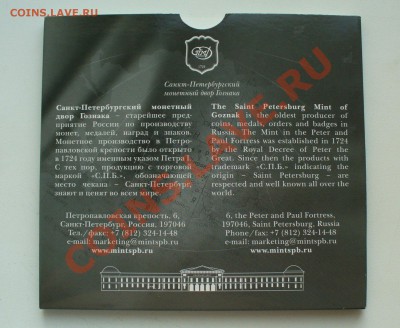 COINS.LAVE.RU
Санкт-Петербургский
монетный двор Гознака
Санкт-Петербургский монетный
двор Гознака – старейшее пред-
приятие России по производству
монет, медалей, наград и знаков.
Монетное производство в Петро-
павловской крепости было открыто
в 1724 году именным указом Петра I.
С тех пор, продукцию с торговой
маркой «С.П.Б.», обозначающей
место чекана – Санкт-Петербург,
знают и ценят во всем мире.
Петропавловская крепость, 6,
Санкт-Петербург, Россия, 197046
Тел./факс +7 (812) 324-14-48
e-mail: marketing@mintspb.ru
www.mintspb.ru
The Saint Petersburg Mint of
Goznak is the oldest producer of
coins, medals, orders and badges in
Russia. The Mint in the Peter and
Paul Fortress was established in 1724
by the Royal Decree of Peter the
Great. Since then the products with
trademark «С.П.Б.» indicating the
origin – Saint Petersburg – are
respected and well known all over the
world.
6, the Peter and Paul Fortress,
197046, Saint Petersburg, Russia
Phone/fax: +7 (812) 324-14-48
e-mail: marketing@mintspb.ru
www.mintspb.ru
COINS.LAVE.RU